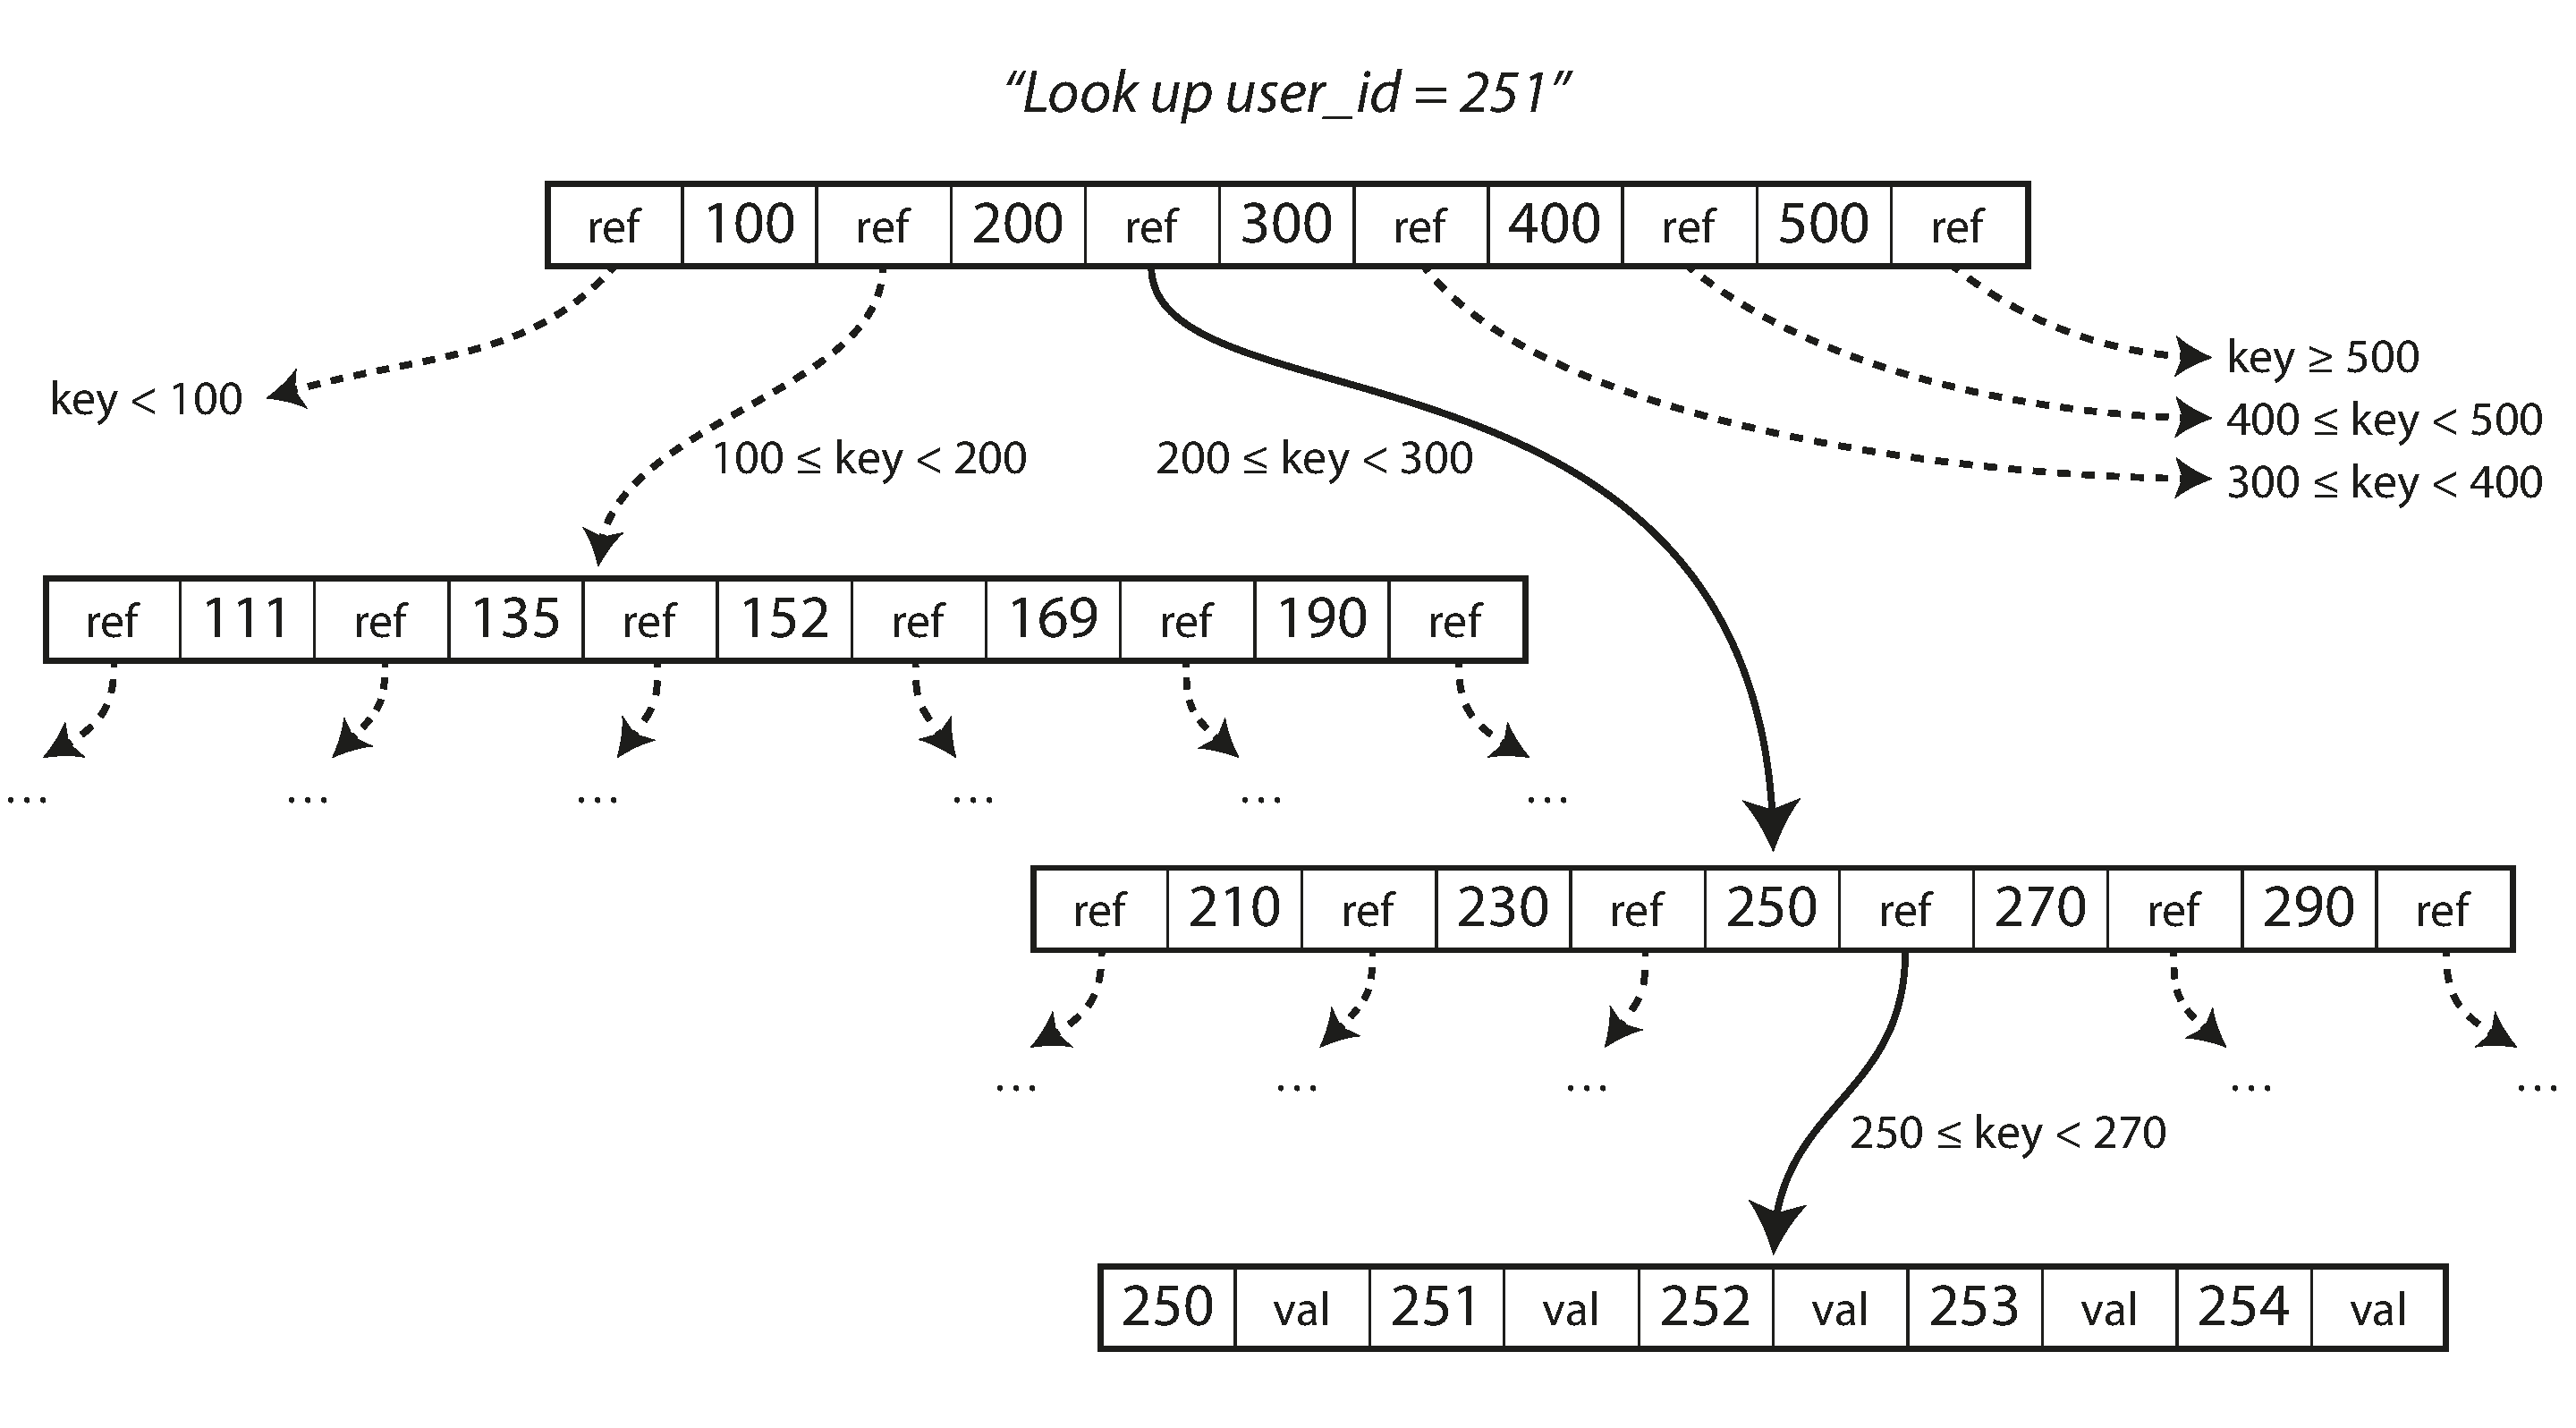 “Look up user_id = 251”
ref 100 ref 200 ref 300 ref 400 ref 500 ref
key ≥ 500
key < 100
400 ≤ key < 500
100 ≤ key < 200
200 ≤ key < 300
300 ≤ key < 400
ref 111 ref 135 ref 152 ref 169 ref 190 ref
... ... ... ... ... ...
ref 210 ref 230 ref 250 ref 270 ref 290 ref
... ... ... ... ...
250 ≤ key < 270
250 val 251 val 252 val 253 val 254 val